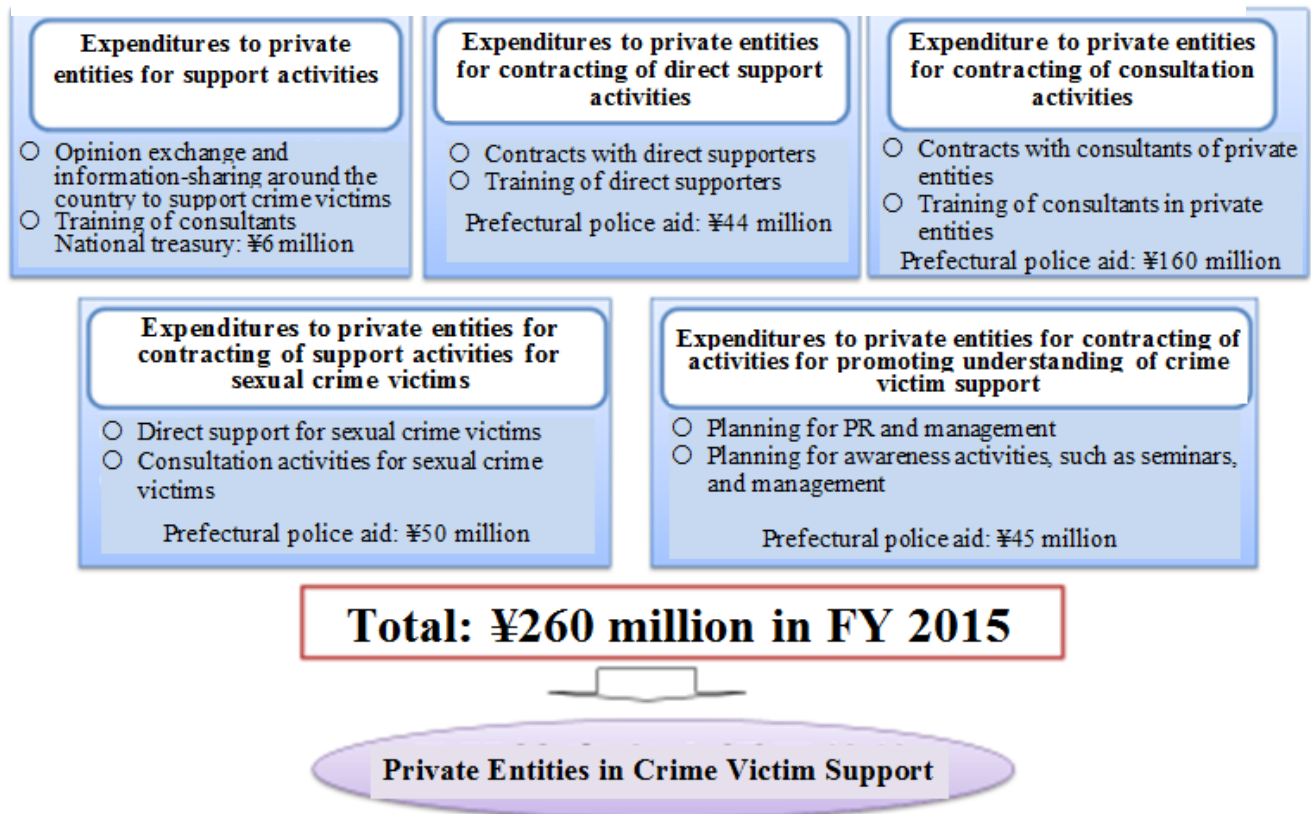 Expenditures to private
entities for support activities
○ Opinion exchange and
information-sharing around the
country to support crime victims
○ Training of consultants
National treasury: ¥6 million
Expenditures to private entities
for contracting of direct support
activities
○ Contracts with direct supporters
○ Training of direct supporters
Prefectural police aid: ¥44 million
Expenditure to private entities
for contracting of consultation
activities
○ Contracts with consultants of private
entities
○ Training of consultants in private
entities
Prefectural police aid: ¥160 million
Expenditures to private entities for
contracting of support activities for
sexual crime victims
○ Direct support for sexual crime victims
○ Consultation activities for sexual crime
victims
Prefectural police aid: ¥50 million
Expenditures to private entities for contracting of
activities for promoting understanding of crime
victim support
○ Planning for PR and management
○ Planning for awareness activities, such as seminars,
and management
Prefectural police aid: ¥45 million
Total: ¥260 million in FY 2015
Private Entities in Crime Victim Support